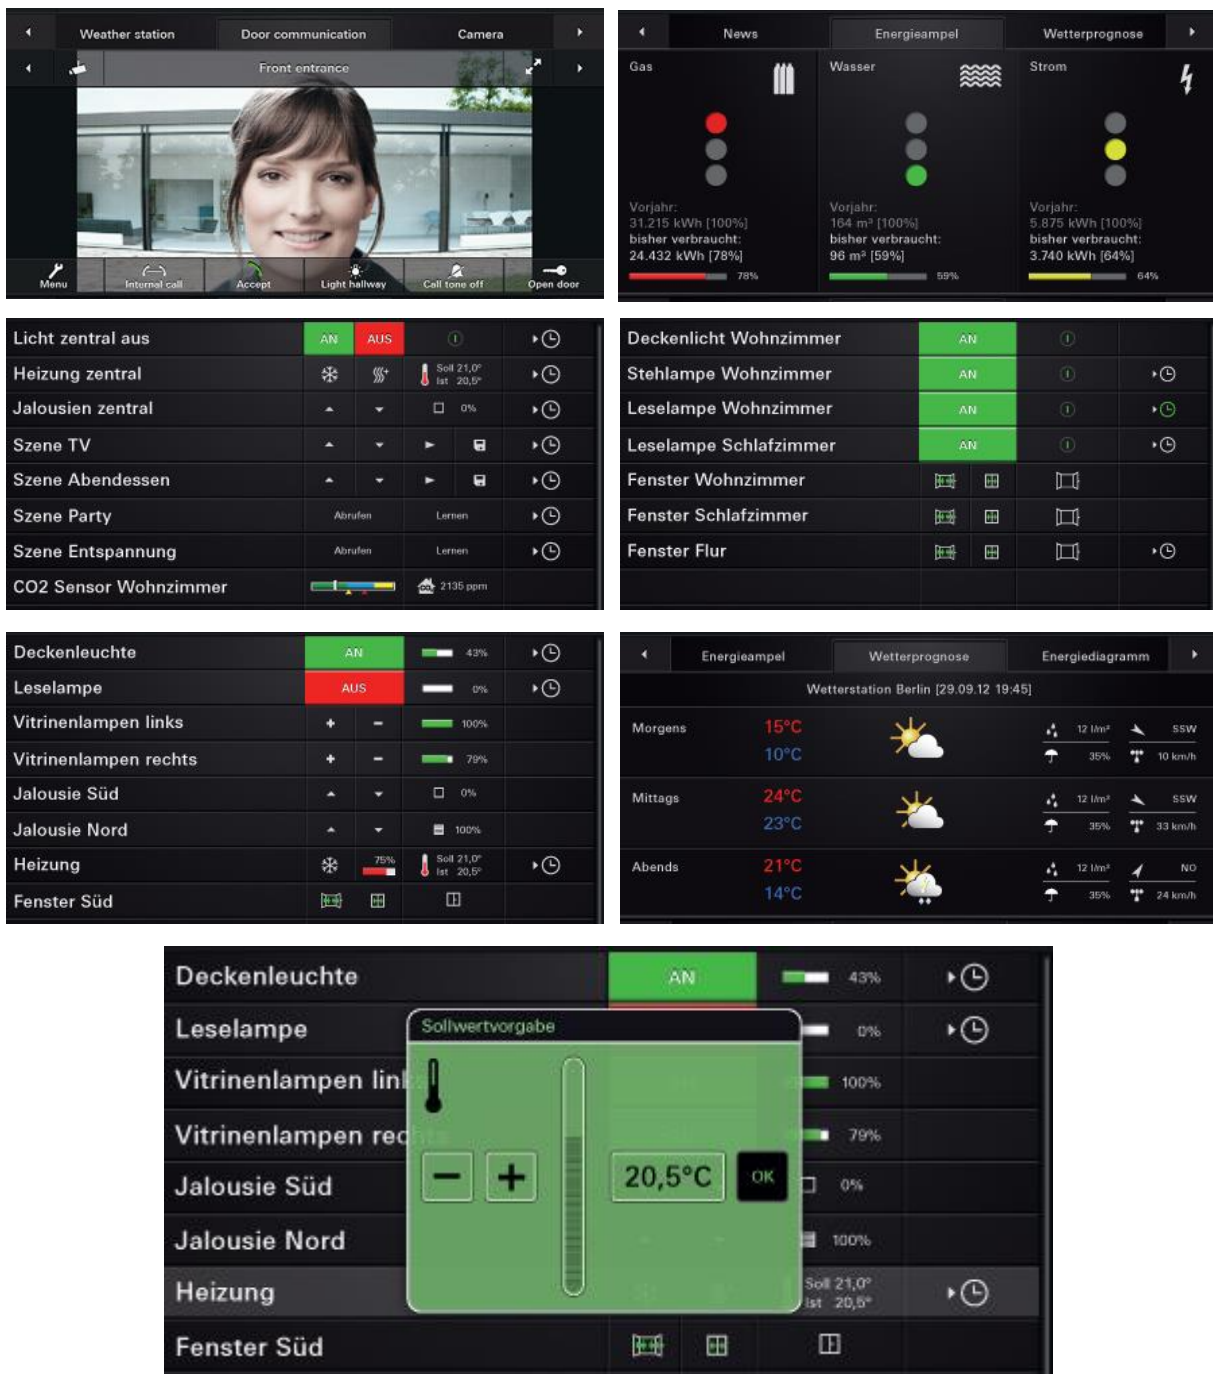 Weather station Door communication Camera
Front entrance
Menu Internal call Accept Light hallway Call tone off Open door
News Energieampel Wetterprognose
Gas Wasser Strom
Vorjahr: Vorjahr: Vorjahr:
31.215 kWh [100%] 164 m³ [100%] 5.875 kWh [100%]
bisher verbraucht: bisher verbraucht: bisher verbraucht:
24.432 kWh [78%] 96 m³ [59%] 3.740 kWh [64%]
78% 59% 64%
Licht zentral aus AN AUS
Heizung zentral Soll 21,0°
Ist 20,5°
Jalousien zentral 0%
Szene TV
Szene Abendessen
Szene Party Abrufen Lernen
Szene Entspannung Abrufen Lernen
CO2 Sensor Wohnzimmer CO₂ 2135 ppm
Deckenlicht Wohnzimmer AN
Stehlampe Wohnzimmer AN
Leselampe Wohnzimmer AN
Leselampe Schlafzimmer AN
Fenster Wohnzimmer
Fenster Schlafzimmer
Fenster Flur
Deckenleuchte AN 43%
Leselampe AUS 0%
Vitrinenlampen links + − 100%
Vitrinenlampen rechts + − 79%
Jalousie Süd 0%
Jalousie Nord 100%
Heizung 75% Soll 21,0°
Ist 20,5°
Fenster Süd
Energieampel Wetterprognose Energiediagramm
Wetterstation Berlin [29.09.12 19:45]
Morgens 15°C 12 l/m² SSW
10°C 35% 10 km/h
Mittags 24°C 12 l/m² SSW
23°C 35% 33 km/h
Abends 21°C 12 l/m² NO
14°C 35% 24 km/h
Deckenleuchte AN 43%
Leselampe Sollwertvorgabe 0%
Vitrinenlampen link 100%
Vitrinenlampen rechts 79%
Jalousie Süd − + 20,5°C OK 0%
Jalousie Nord 100%
Heizung Soll 21,0°
Ist 20,5°
Fenster Süd